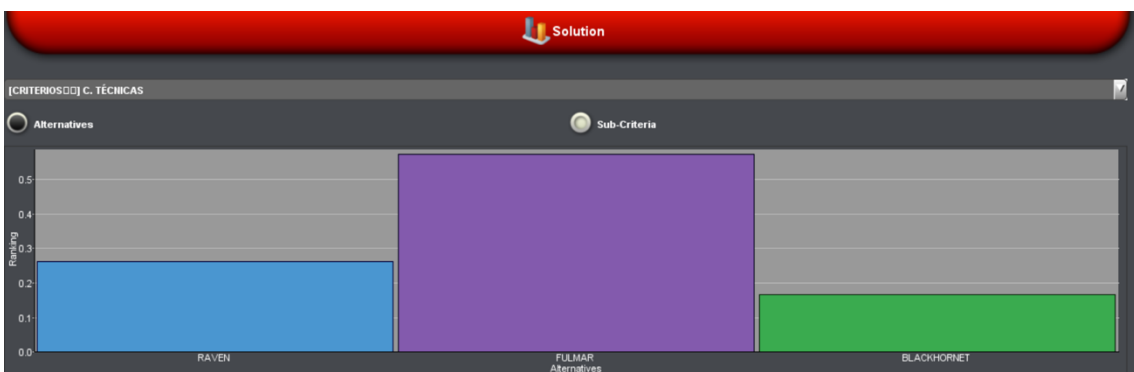 Solution
[CRITERIOS▯▯] C. TÉCNICAS
Alternatives
Sub-Criteria
Ranking
0.5
0.4
0.3
0.2
0.1
0.0
RAVEN
FULMAR
BLACKHORNET
Alternatives